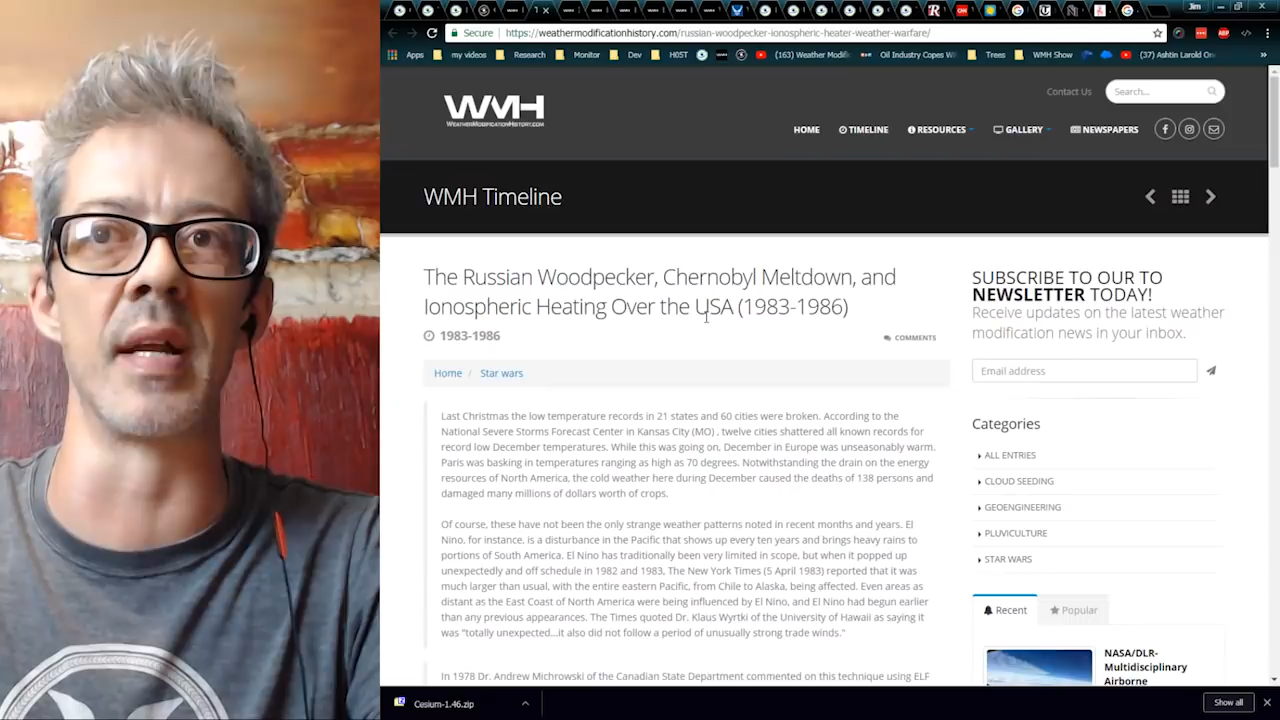 Jim
Secure
https://weathermodificationhistory.com/russian-woodpecker-ionospheric-heater-weather-warfare/
Apps my videos Research Monitor Dev H05T (163) Weather Modifi Oil Industry Copes W Trees WMH Show (37) Ashtin Larold On
WMH
WEATHERMODIFICATIONHISTORY.COM
Contact Us
Search...
HOME TIMELINE RESOURCES GALLERY NEWSPAPERS
WMH Timeline
The Russian Woodpecker, Chernobyl Meltdown, and
Ionospheric Heating Over the USA (1983-1986)
1983-1986
COMMENTS
Home / Star wars
Last Christmas the low temperature records in 21 states and 60 cities were broken. According to the
National Severe Storms Forecast Center in Kansas City (MO) , twelve cities shattered all known records for
record low December temperatures. While this was going on, December in Europe was unseasonably warm.
Paris was basking in temperatures ranging as high as 70 degrees. Notwithstanding the drain on the energy
resources of North America, the cold weather here during December caused the deaths of 138 persons and
damaged many millions of dollars worth of crops.
Of course, these have not been the only strange weather patterns noted in recent months and years. El
Nino, for instance, is a disturbance in the Pacific that shows up every ten years and brings heavy rains to
portions of South America. El Nino has traditionally been very limited in scope, but when it popped up
unexpectedly and off schedule in 1982 and 1983, The New York Times (5 April 1983) reported that it was
much larger than usual, with the entire eastern Pacific, from Chile to Alaska, being affected. Even areas as
distant as the East Coast of North America were being influenced by El Nino, and El Nino had begun earlier
than any previous appearances. The Times quoted Dr. Klaus Wyrtki of the University of Hawaii as saying it
was "totally unexpected...it also did not follow a period of unusually strong trade winds."
In 1978 Dr. Andrew Michrowski of the Canadian State Department commented on this technique using ELF
SUBSCRIBE TO OUR TO
NEWSLETTER TODAY!
Receive updates on the latest weather
modification news in your inbox.
Email address
Categories
ALL ENTRIES
CLOUD SEEDING
GEOENGINEERING
PLUVICULTURE
STAR WARS
Recent Popular
NASA/DLR-
Multidisciplinary
Airborne
Cesium-1.46.zip
Show all